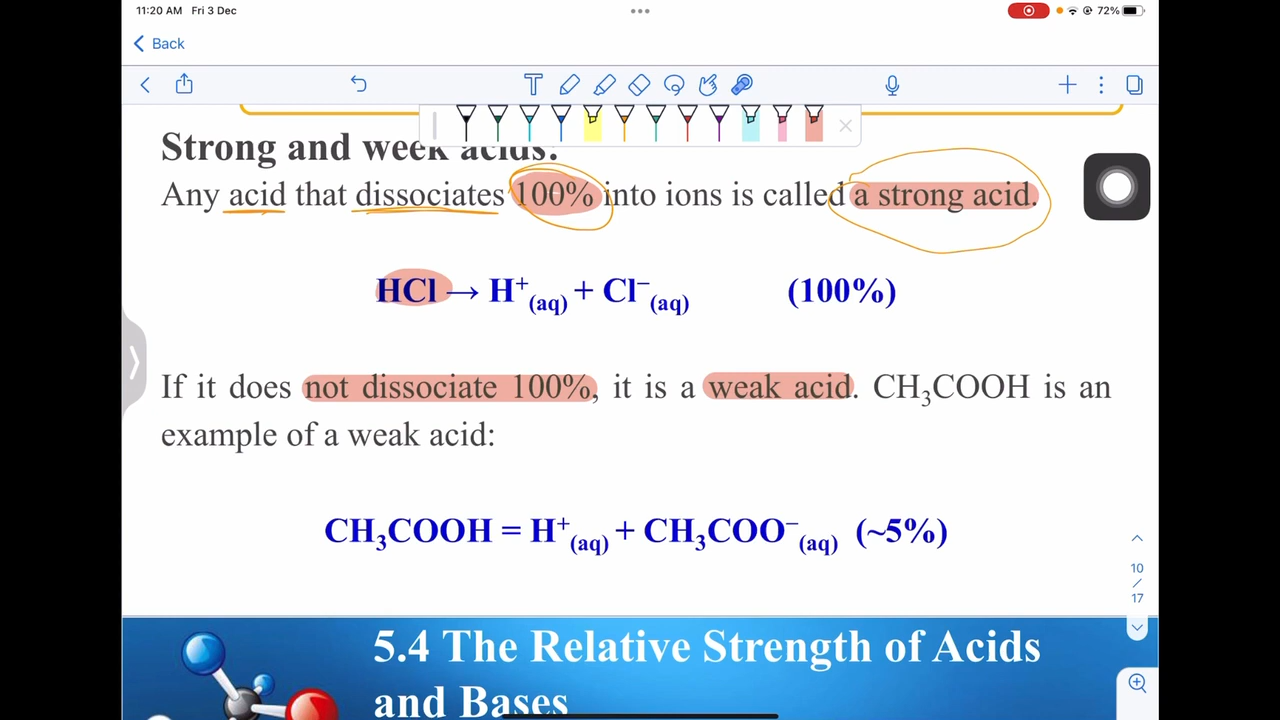 11:20 AM Fri 3 Dec
72%
Back
Strong and week acids:
Any acid that dissociates 100% into ions is called a strong acid.
HCl → H⁺(aq) + Cl⁻(aq) (100%)
If it does not dissociate 100%, it is a weak acid. CH₃COOH is an
example of a weak acid:
CH₃COOH = H⁺(aq) + CH₃COO⁻(aq) (~5%)
10
/
17
5.4 The Relative Strength of Acids
and Bases